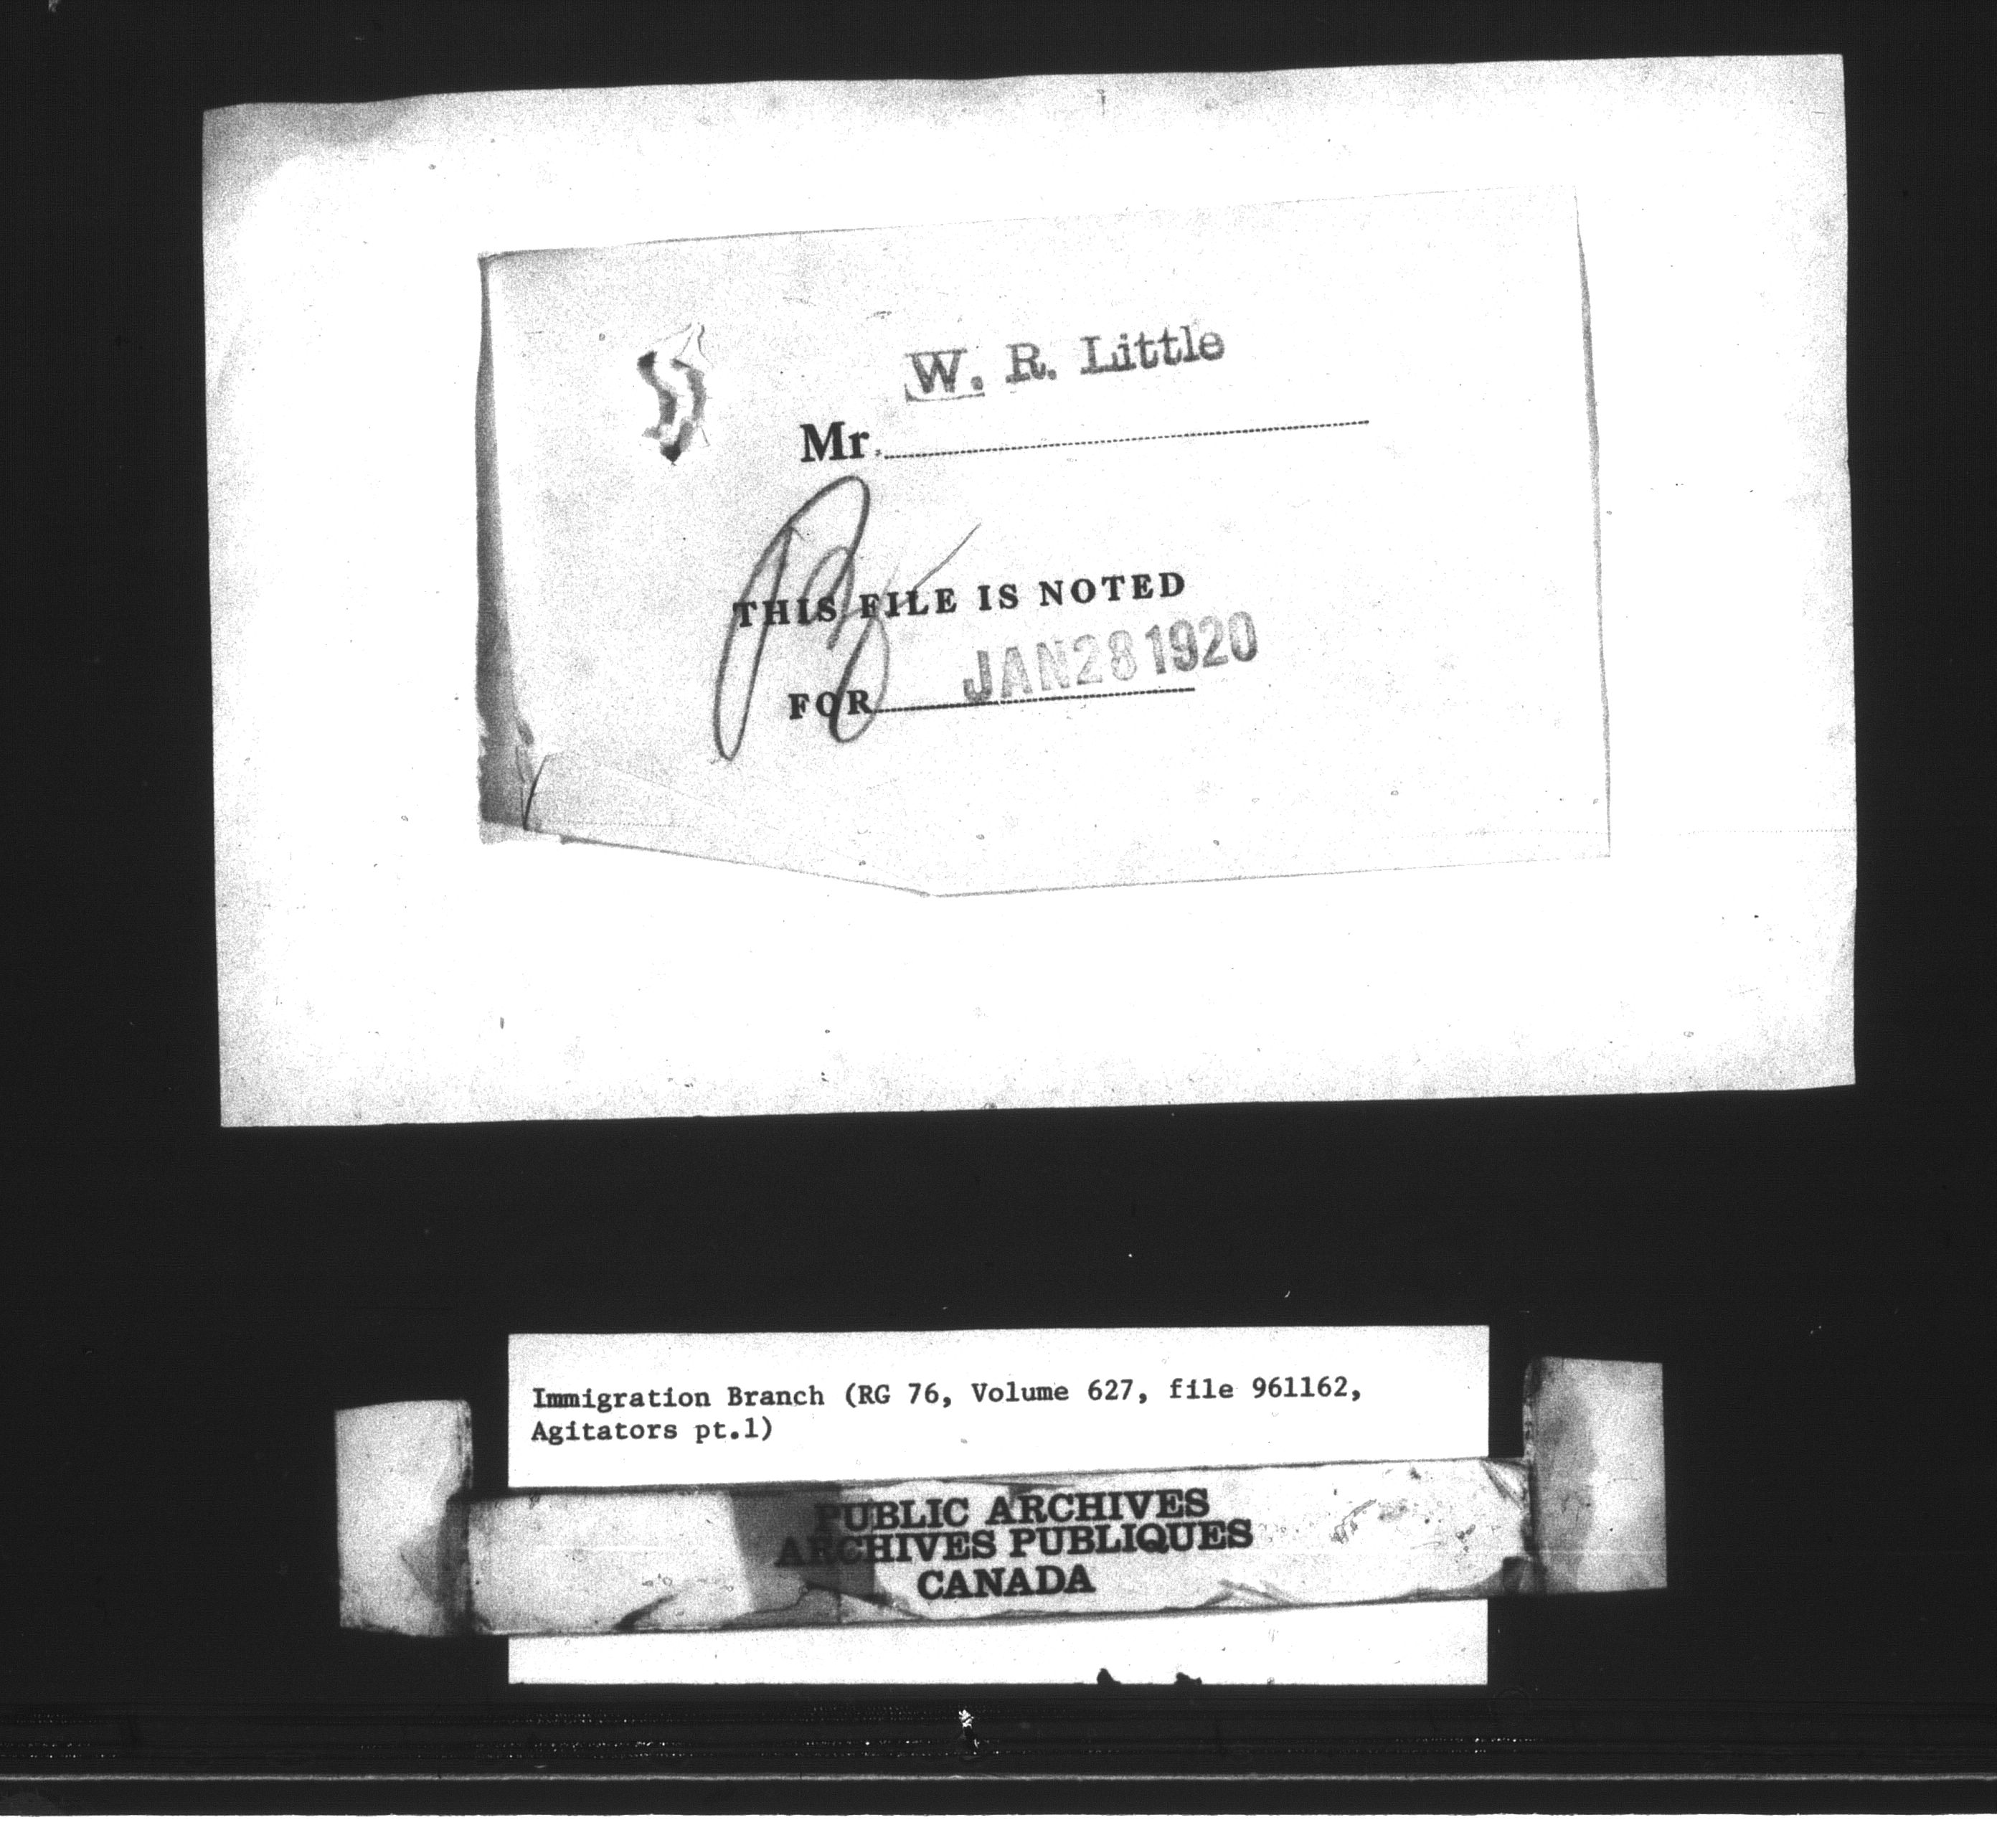 W. R. Little
Mr.
THIS FILE IS NOTED
JAN 28 1920
FOR
Immigration Branch (RG 76, Volume 627, file 961162,
Agitators pt.1)
PUBLIC ARCHIVES
ARCHIVES PUBLIQUES
CANADA